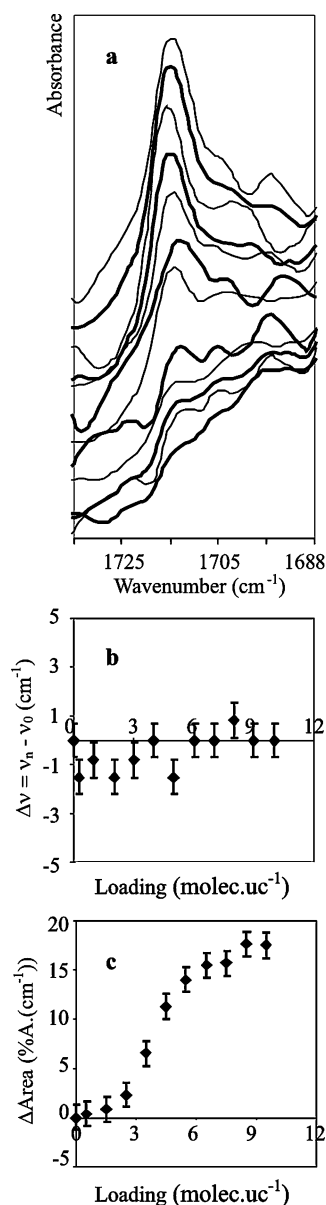 a
Absorbance
1725
1705
1688
Wavenumber (cm⁻¹)
b
Δν = νₙ - ν₀ (cm⁻¹)
5
3
1
-1
-3
-5
0
3
6
9
12
Loading (molec.uc⁻¹)
c
ΔArea (%A.(cm⁻¹))
20
15
10
5
0
-5
0
3
6
9
12
Loading (molec.uc⁻¹)